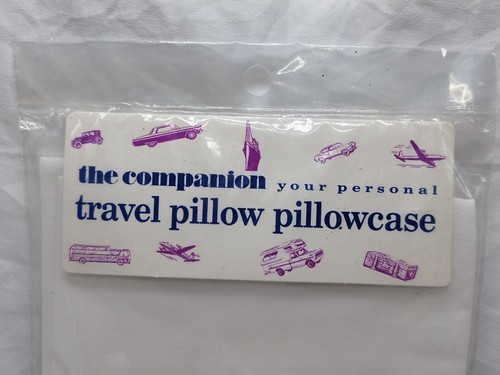 the companion your personal
travel pillow pillowcase